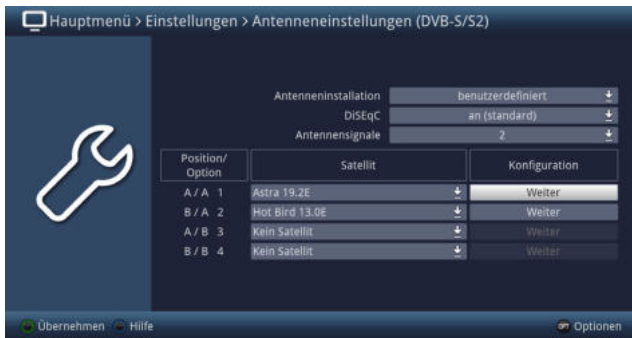 Hauptmenü > Einstellungen > Antenneneinstellungen (DVB-S/S2)
Antenneninstallation benutzerdefiniert
DiSEqC an (standard)
Antennensignale 2
Position/ Option Satellit Konfiguration
A / A 1 Astra 19.2E Weiter
B / A 2 Hot Bird 13.0E Weiter
A / B 3 Kein Satellit Weiter
B / B 4 Kein Satellit Weiter
Übernehmen Hilfe OPT Optionen